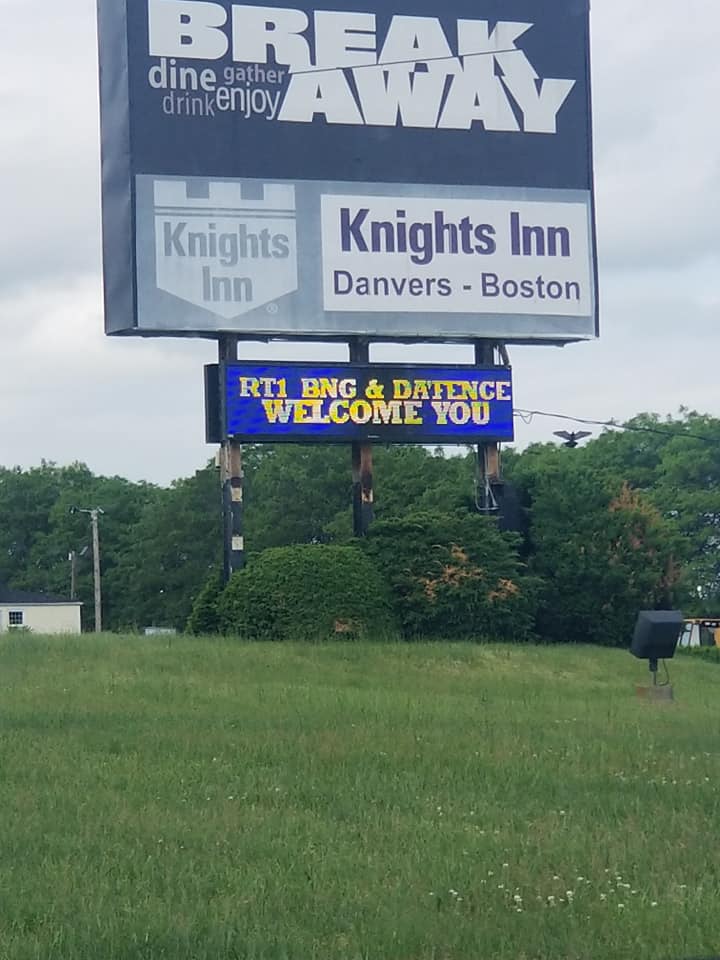 BREAK
AWAY
dine gather
drink enjoy
Knights
Inn
®
Knights Inn
Danvers - Boston
RT1 BNG & DATENCE
WELCOME YOU